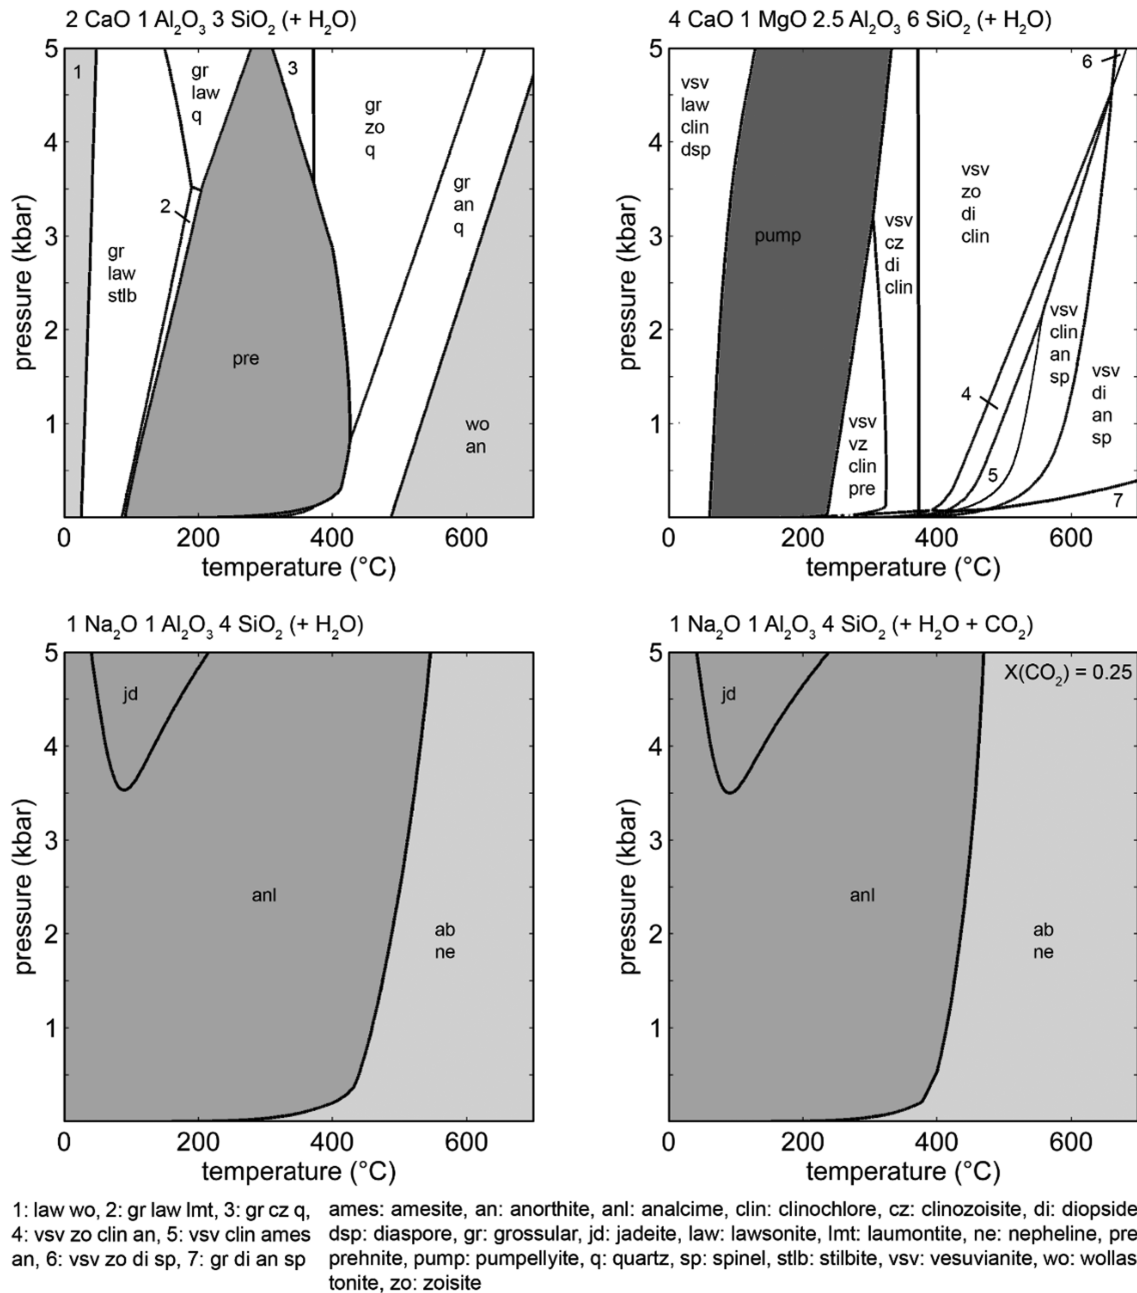 2 CaO 1 Al₂O₃ 3 SiO₂ (+ H₂O)
5
4
3
2
1
pressure (kbar)
0
200
400
600
temperature (°C)
1
gr
law
q
3
gr
zo
q
gr
an
q
2
gr
law
stlb
pre
wo
an
4 CaO 1 MgO 2.5 Al₂O₃ 6 SiO₂ (+ H₂O)
5
4
3
2
1
pressure (kbar)
0
200
400
600
temperature (°C)
vsv
law
clin
dsp
pump
vsv
cz
di
clin
vsv
zo
di
clin
6
vsv
clin
an
sp
vsv
di
an
sp
4
5
7
vsv
vz
clin
pre
1 Na₂O 1 Al₂O₃ 4 SiO₂ (+ H₂O)
5
4
3
2
1
pressure (kbar)
0
200
400
600
temperature (°C)
jd
anl
ab
ne
1 Na₂O 1 Al₂O₃ 4 SiO₂ (+ H₂O + CO₂)
X(CO₂) = 0.25
5
4
3
2
1
pressure (kbar)
0
200
400
600
temperature (°C)
jd
anl
ab
ne
1: law wo, 2: gr law lmt, 3: gr cz q,
4: vsv zo clin an, 5: vsv clin ames
an, 6: vsv zo di sp, 7: gr di an sp
ames: amesite, an: anorthite, anl: analcime, clin: clinochlore, cz: clinozoisite, di: diopside
dsp: diaspore, gr: grossular, jd: jadeite, law: lawsonite, lmt: laumontite, ne: nepheline, pre
prehnite, pump: pumpellyite, q: quartz, sp: spinel, stlb: stilbite, vsv: vesuvianite, wo: wollas
tonite, zo: zoisite